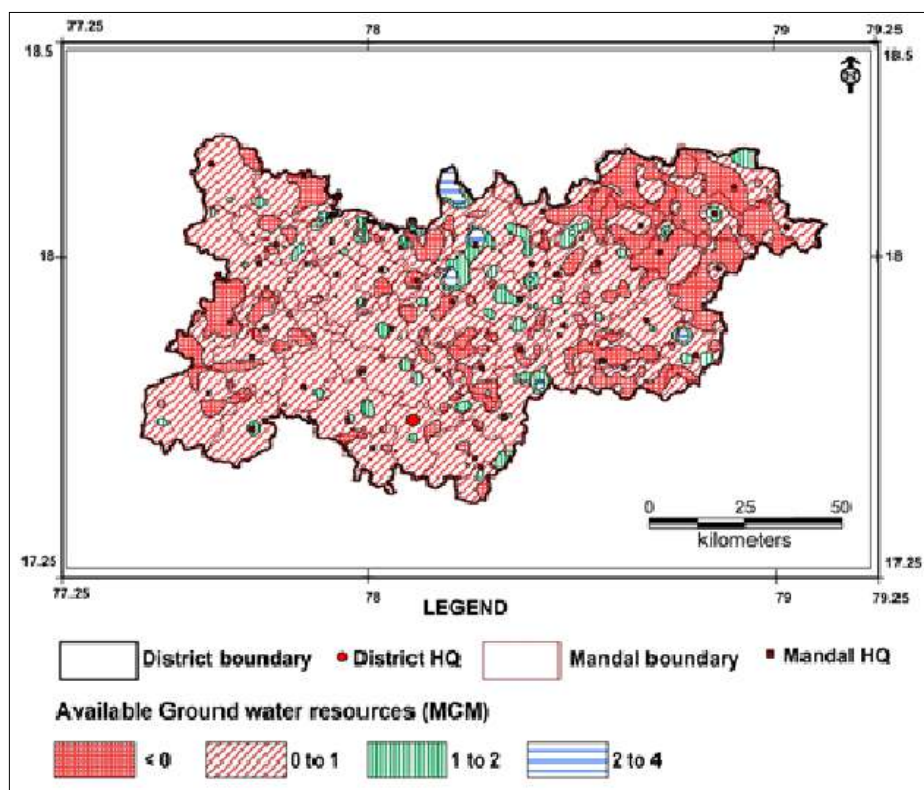 77.25 78 79 79.25
18.5 18.5
18 18
0 25 50
kilometers
17.25 17.25
77.25 78 79 79.25
LEGEND
District boundary District HQ Mandal boundary Mandal HQ
Available Ground water resources (MCM)
< 0 0 to 1 1 to 2 2 to 4